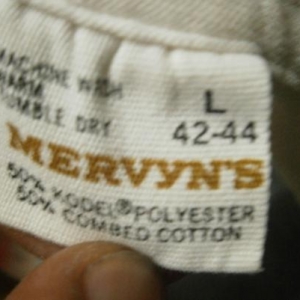 MACHINE WASH
WARM
TUMBLE DRY
L
42-44
MERVYN'S
50% KODEL® POLYESTER
50% COMBED COTTON